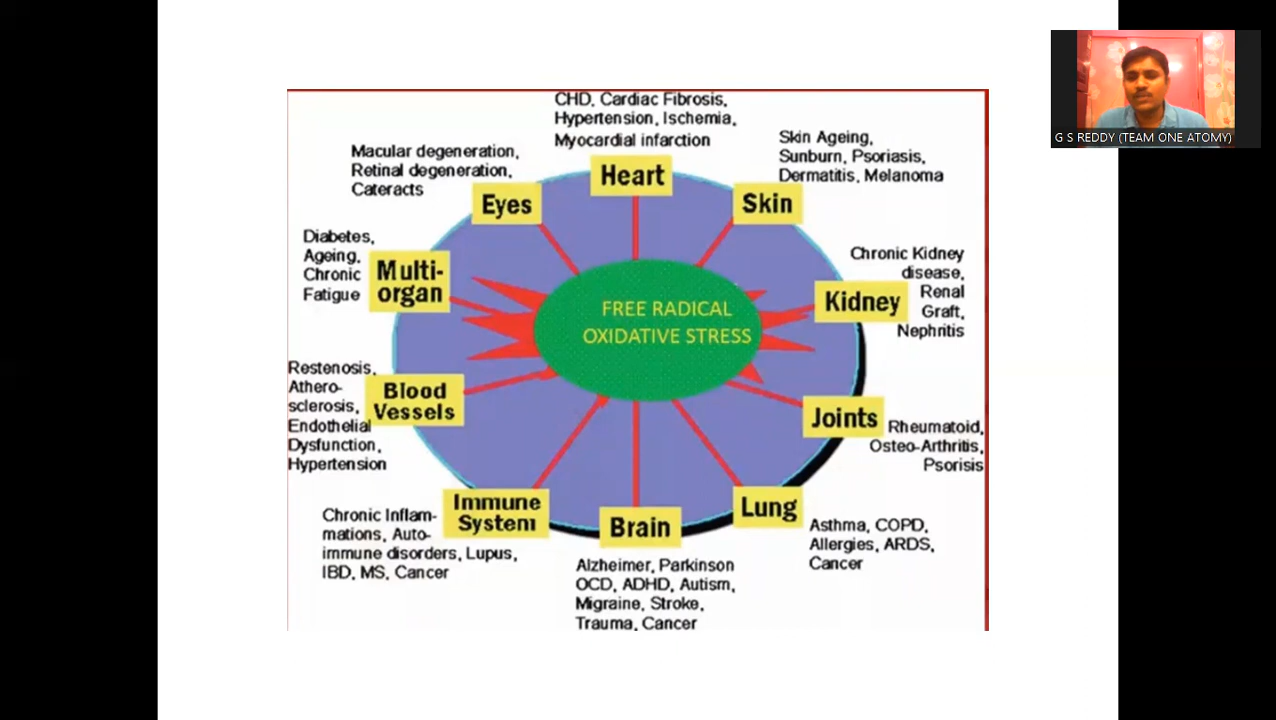 CHD, Cardiac Fibrosis,
Hypertension, Ischemia,
Myocardial infarction
Heart
Skin Ageing,
Sunburn, Psoriasis,
Dermatitis, Melanoma
Skin
Chronic Kidney
disease,
Renal
Graft,
Nephritis
Kidney
Joints
Rheumatoid,
Osteo-Arthritis,
Psorisis
Lung
Asthma, COPD,
Allergies, ARDS,
Cancer
Brain
Alzheimer, Parkinson
OCD, ADHD, Autism,
Migraine, Stroke,
Trauma, Cancer
Immune
System
Chronic Inflam-
mations, Auto-
immune disorders, Lupus,
IBD, MS, Cancer
Blood
Vessels
Restenosis,
Athero-
sclerosis,
Endothelial
Dysfunction,
Hypertension
Multi-
organ
Diabetes,
Ageing,
Chronic
Fatigue
Eyes
Macular degeneration,
Retinal degeneration,
Cateracts
FREE RADICAL
OXIDATIVE STRESS
G S REDDY (TEAM ONE ATOMY)